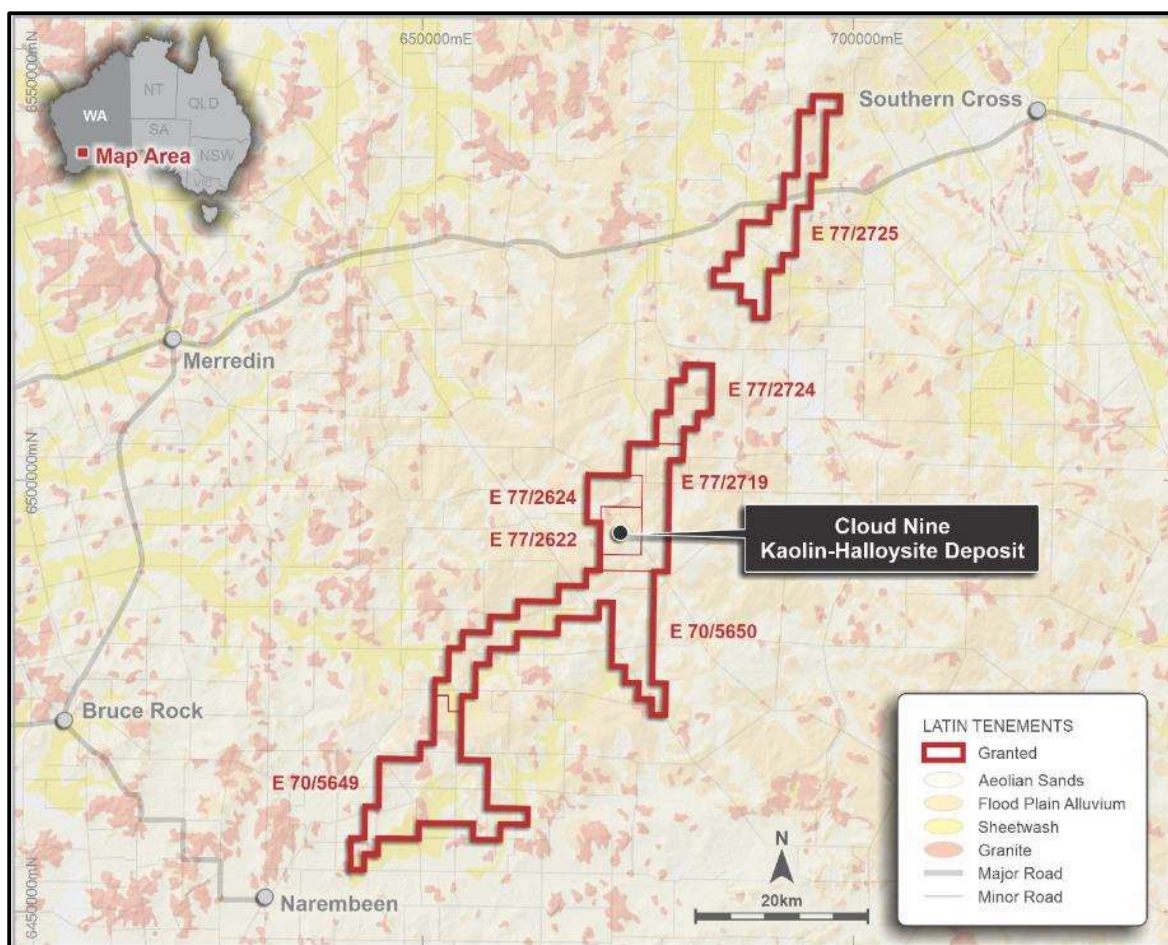 650000mE
700000mE
6550000mN
6500000mN
6450000mN
WA
NT
QLD
SA
NSW
VIC
Map Area
Southern Cross
E 77/2725
Merredin
E 77/2724
E 77/2624
E 77/2719
E 77/2622
Cloud Nine
Kaolin-Halloysite Deposit
E 70/5650
Bruce Rock
E 70/5649
Narembeen
N
20km
LATIN TENEMENTS
Granted
Aeolian Sands
Flood Plain Alluvium
Sheetwash
Granite
Major Road
Minor Road